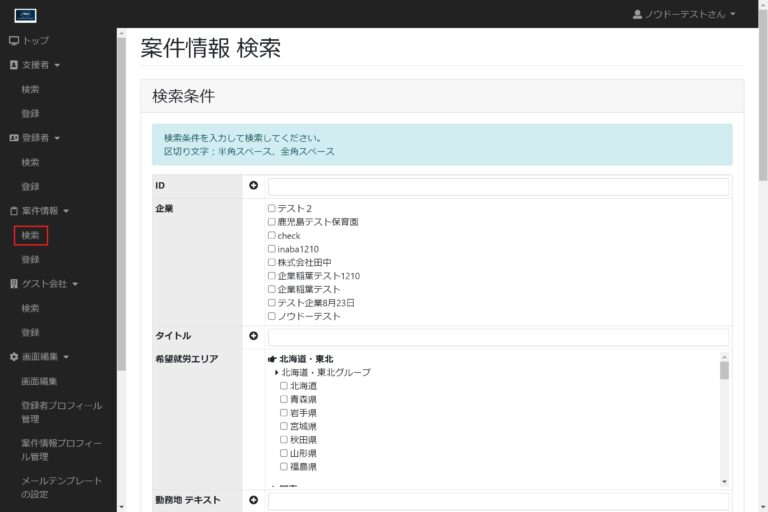 ノウドーテストさん
トップ
支援者
検索
登録
登録者
検索
登録
案件情報
検索
登録
ゲスト会社
検索
登録
画面編集
画面編集
登録者プロフィール
管理
案件情報プロフィー
ル管理
メールテンプレート
の設定
案件情報 検索
検索条件
検索条件を入力して検索してください。
区切り文字：半角スペース、全角スペース
ID
企業
テスト２
鹿児島テスト保育園
check
inaba1210
株式会社田中
企業稲葉テスト1210
企業稲葉テスト
テスト企業8月23日
ノウドーテスト
タイトル
希望就労エリア
北海道・東北
北海道・東北グループ
北海道
青森県
岩手県
宮城県
秋田県
山形県
福島県
勤務地 テキスト